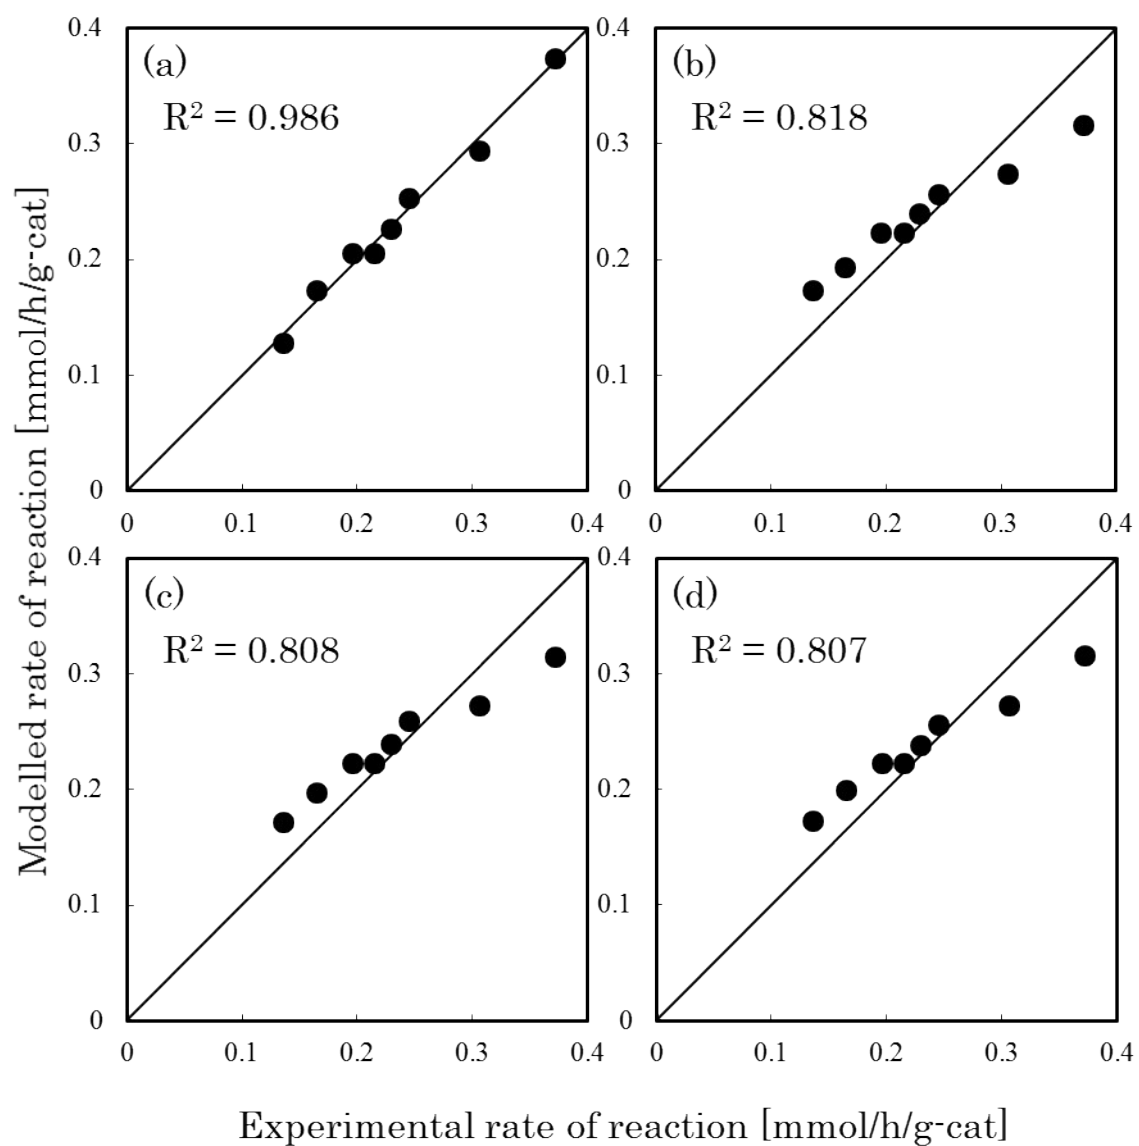 Modelled rate of reaction [mmol/h/g-cat]
(a)
R² = 0.986
0.4
0.3
0.2
0.1
0
0 0.1 0.2 0.3 0.4
(b)
R² = 0.818
0.4
0.3
0.2
0.1
0
0 0.1 0.2 0.3 0.4
(c)
R² = 0.808
0.4
0.3
0.2
0.1
0
0 0.1 0.2 0.3 0.4
(d)
R² = 0.807
0.4
0.3
0.2
0.1
0
0 0.1 0.2 0.3 0.4
Experimental rate of reaction [mmol/h/g-cat]